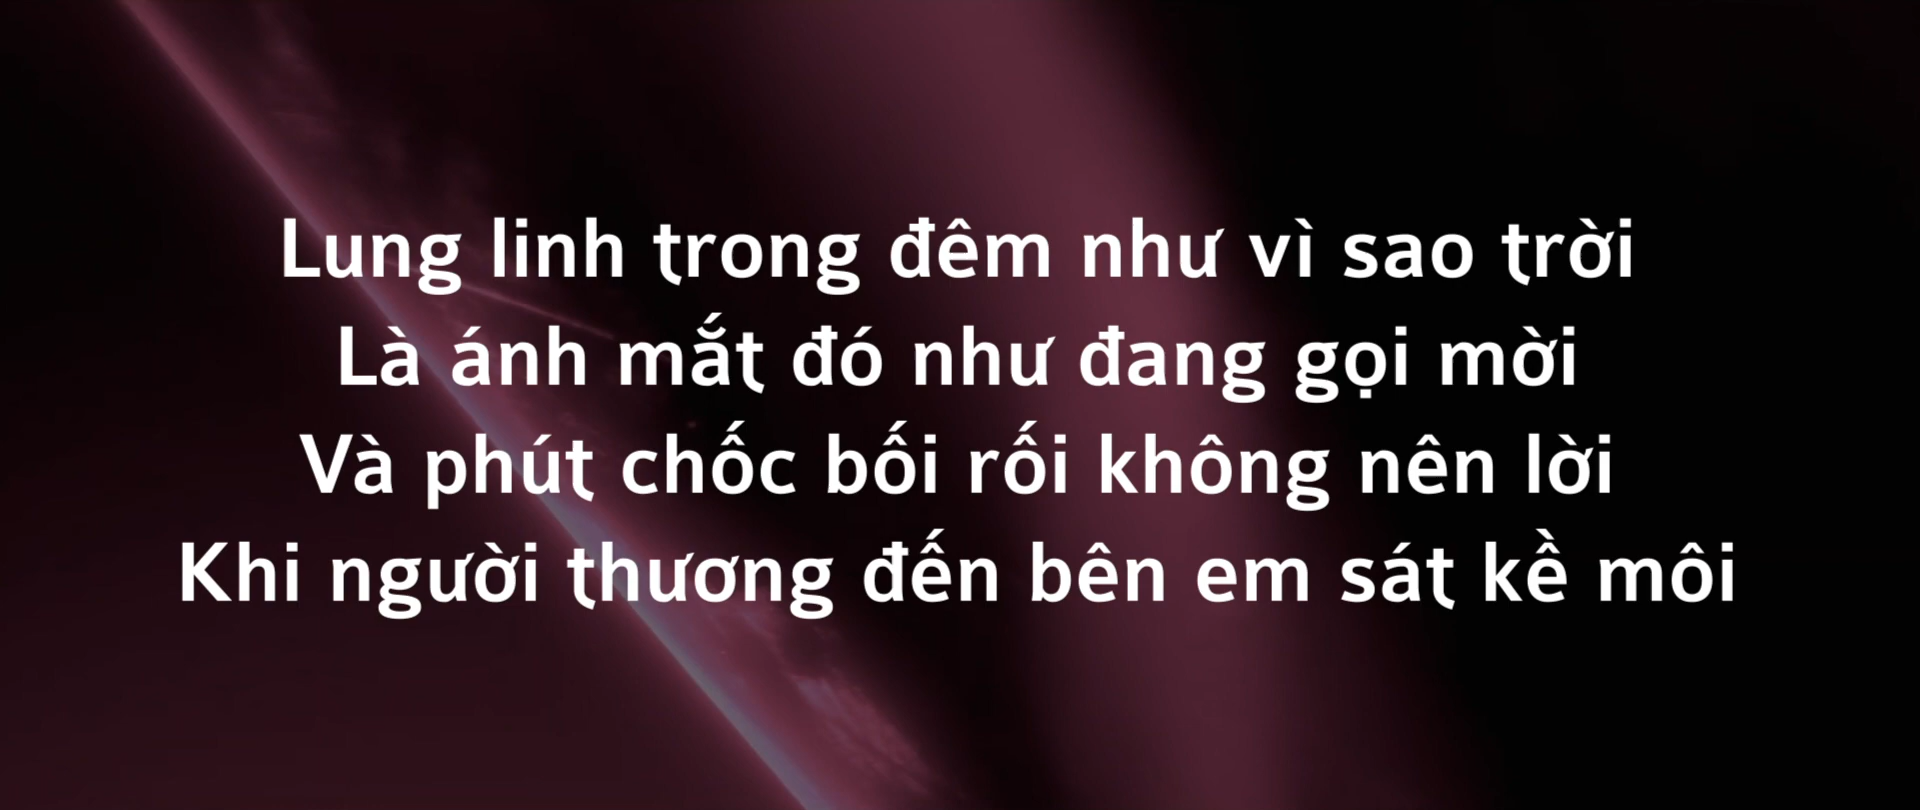 Lung linh trong đêm như vì sao trời
Là ánh mắt đó như đang gọi mời
Và phút chốc bối rối không nên lời
Khi người thương đến bên em sát kề môi